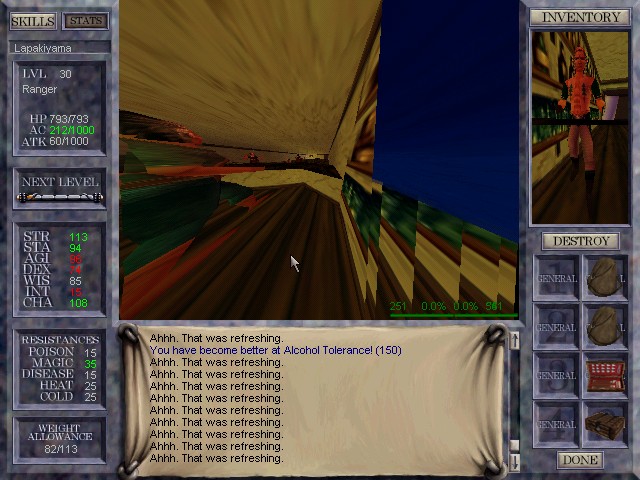 SKILLS STATS
Lapakiyama
LVL 30
Ranger
HP 793/793
AC 212/1000
ATK 60/1000
NEXT LEVEL
STR 113
STA 94
AGI 96
DEX 74
WIS 85
INT 15
CHA 108
RESISTANCES
POISON 15
MAGIC 35
DISEASE 15
HEAT 25
COLD 25
WEIGHT
ALLOWANCE
82/113
251 0.0% 0.0% 561
Ahhh. That was refreshing.
You have become better at Alcohol Tolerance! (150)
Ahhh. That was refreshing.
Ahhh. That was refreshing.
Ahhh. That was refreshing.
Ahhh. That was refreshing.
Ahhh. That was refreshing.
Ahhh. That was refreshing.
Ahhh. That was refreshing.
Ahhh. That was refreshing.
Ahhh. That was refreshing.
INVENTORY
DESTROY
GENERAL
GENERAL
GENERAL
GENERAL
DONE